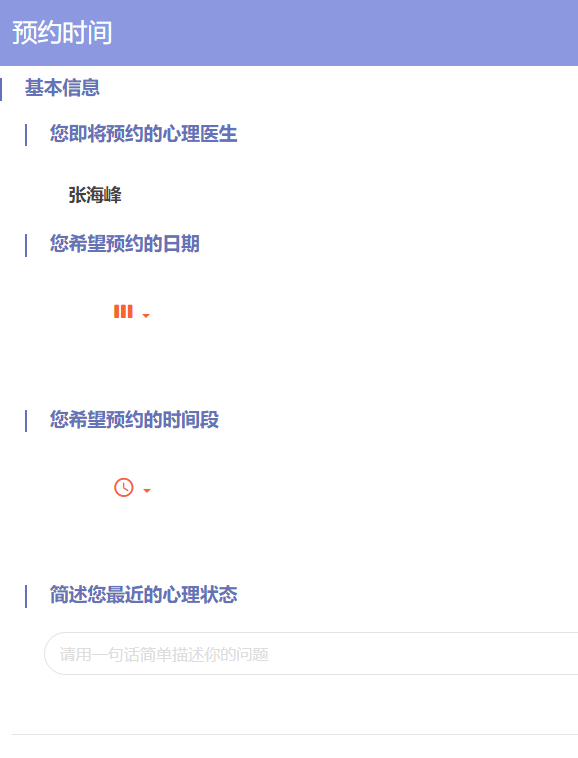 预约时间
基本信息
您即将预约的心理医生
张海峰
您希望预约的日期
您希望预约的时间段
简述您最近的心理状态
请用一句话简单描述你的问题